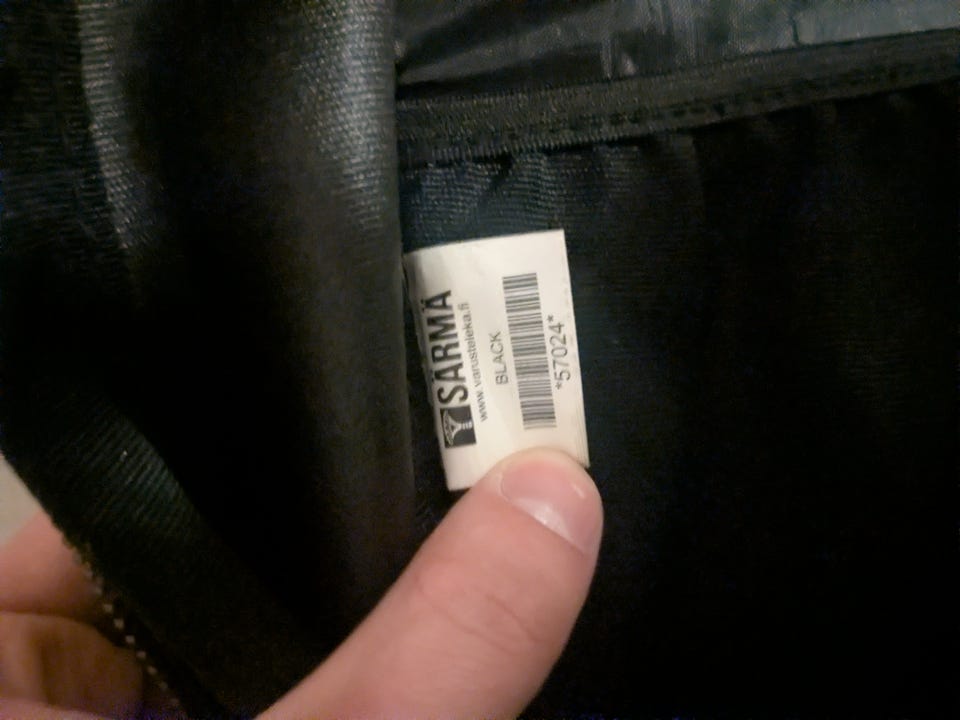 SÄRMÄ
www.varusteleka.fi
BLACK
*57024*